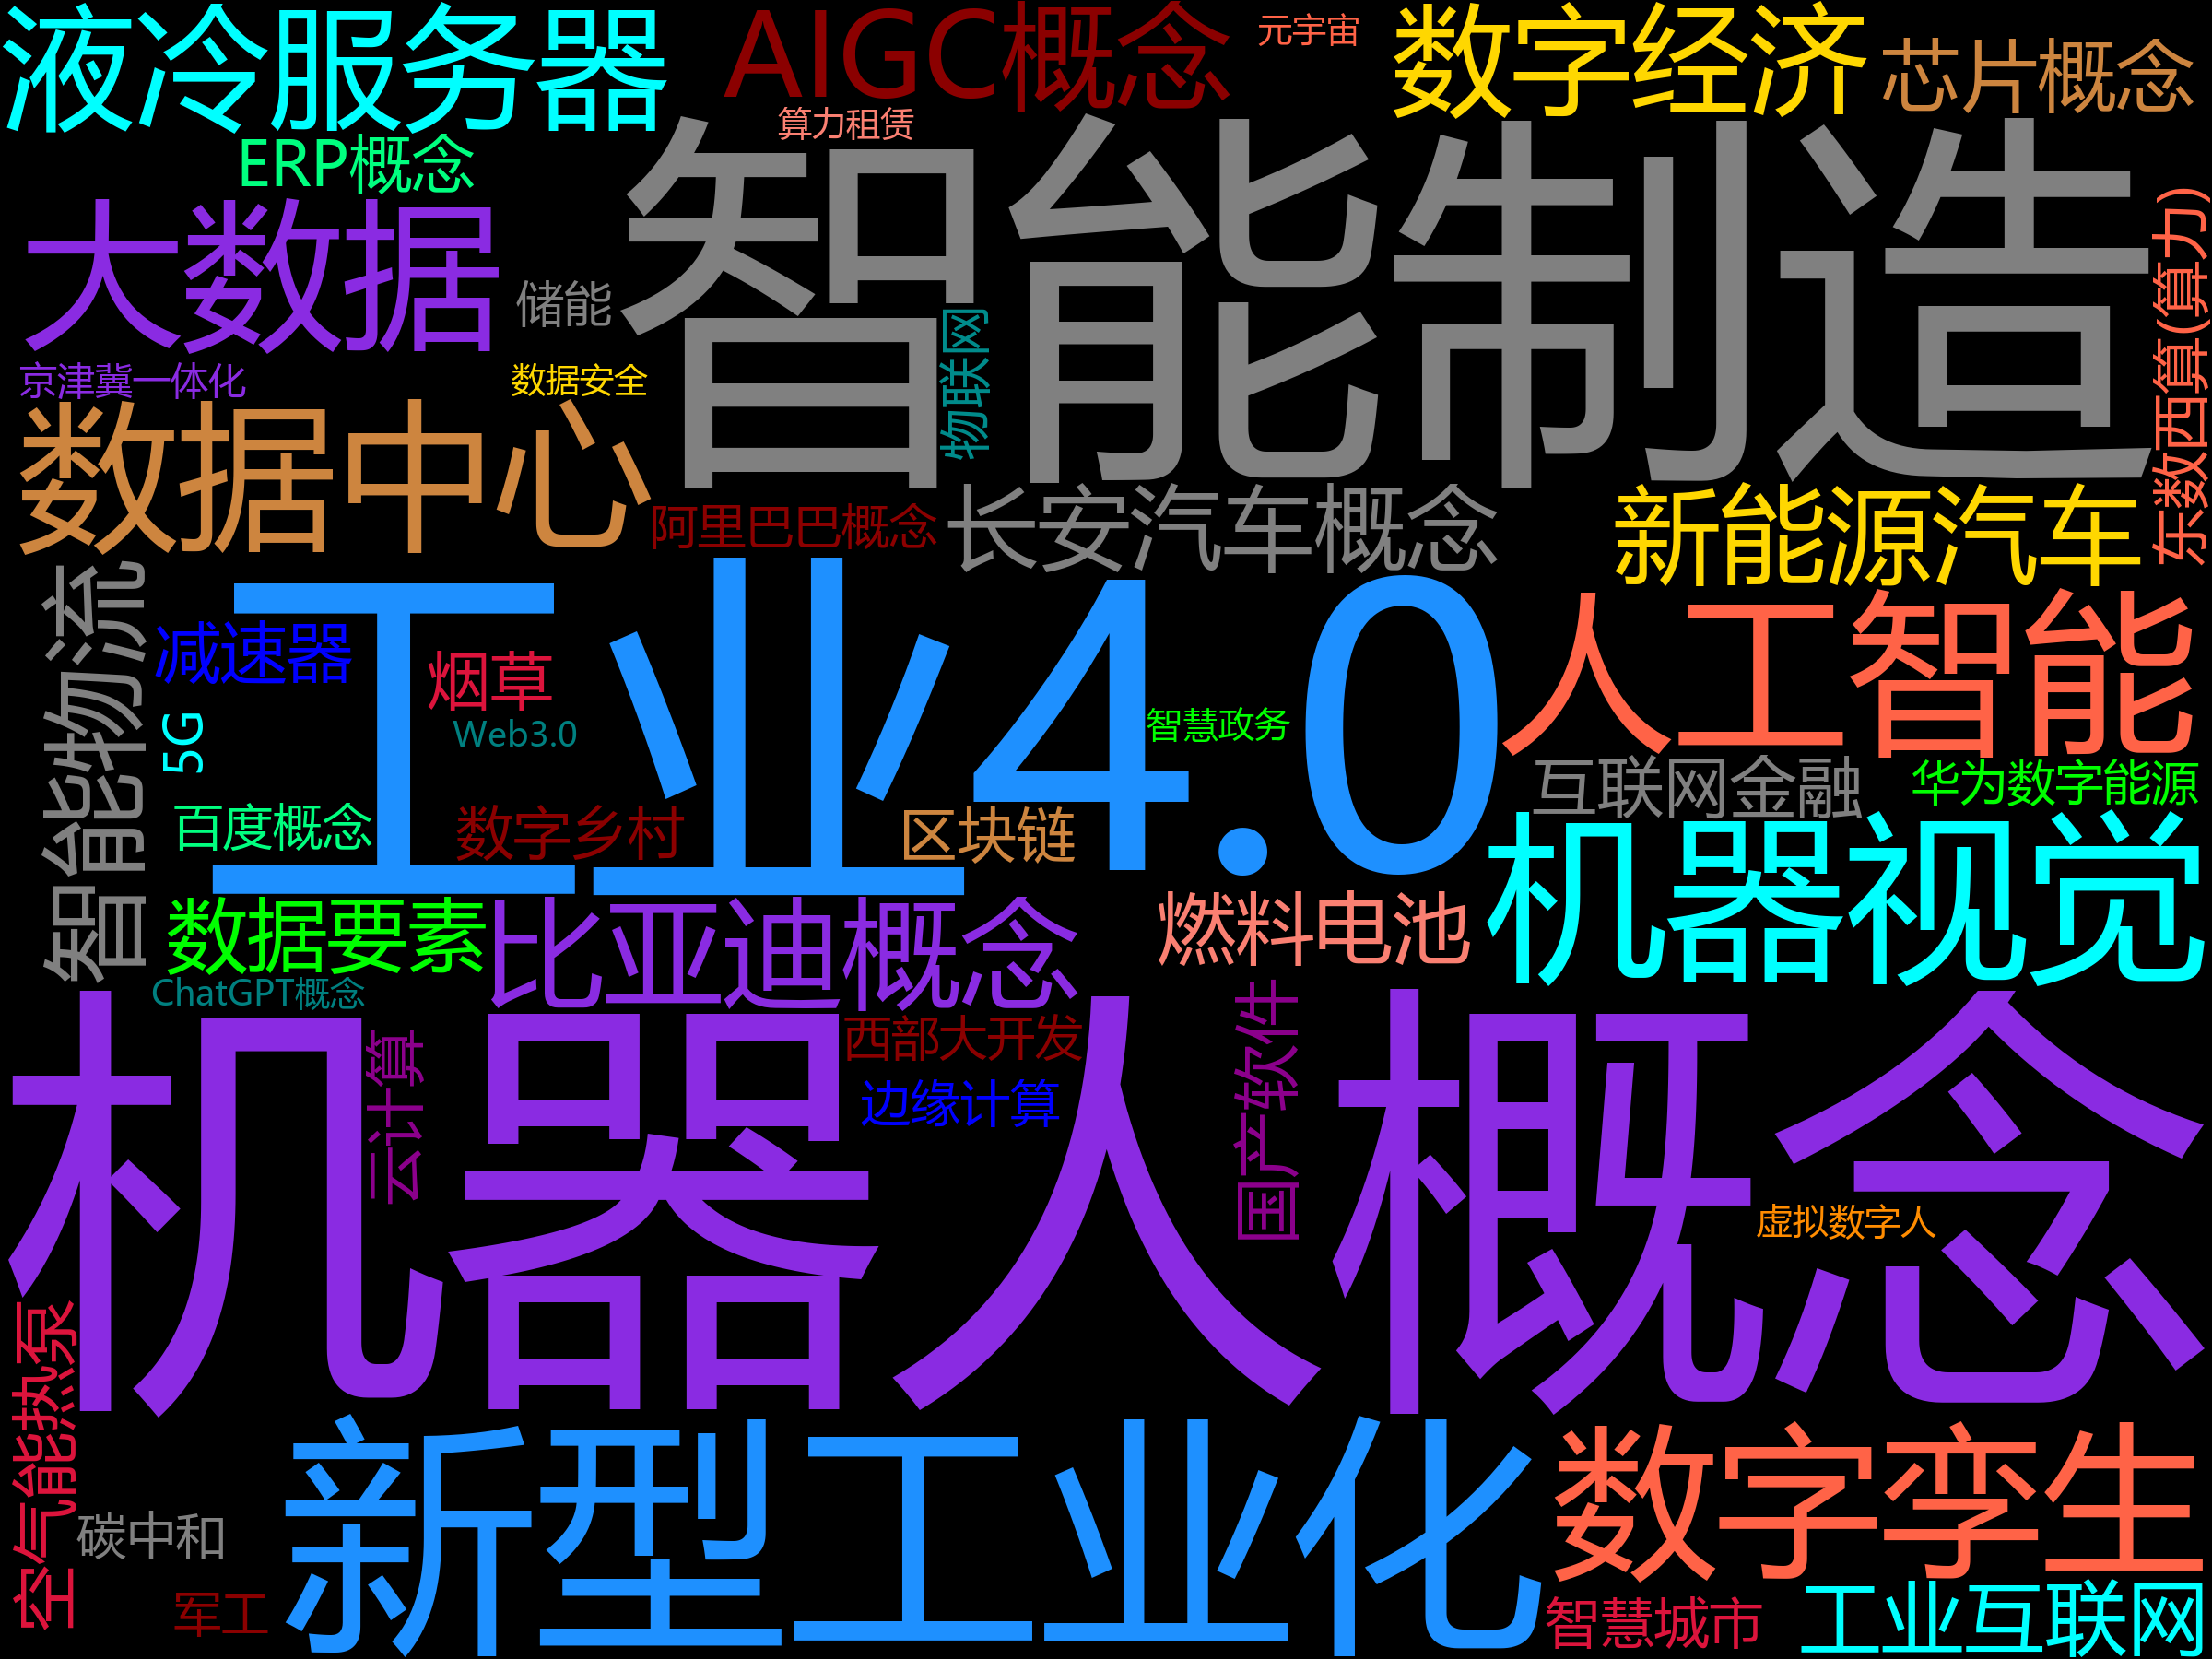 液冷服务器
AIGC概念
元宇宙
数字经济
芯片概念
算力租赁
ERP概念
智能制造
大数据
储能
物联网
东数西算(算力)
京津冀一体化
数据安全
数据中心
阿里巴巴概念
长安汽车概念
新能源汽车
智能物流
工业4.0
人工智能
减速器
烟草
5G
Web3.0
智慧政务
互联网金融
华为数字能源
百度概念
数字乡村
区块链
机器视觉
数据要素
比亚迪概念
燃料电池
ChatGPT概念
机器人概念
西部大开发
国产软件
云计算
边缘计算
虚拟数字人
空气能热泵
新型工业化
数字孪生
碳中和
军工
智慧城市
工业互联网